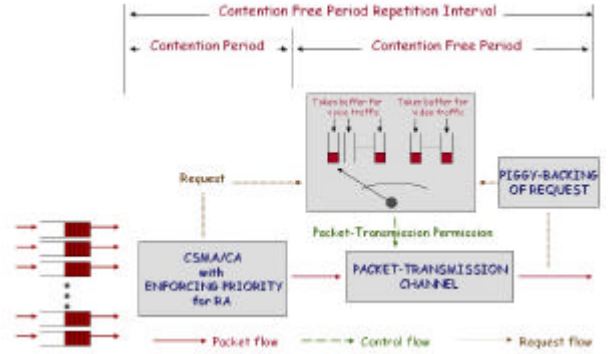 Contention Free Period Repetition Interval
Contention Period
Contention Free Period
Token buffer for
voice traffic
Token buffer for
video traffic
Request
PIGGY-BACKING
OF REQUEST
Packet-Transmission Permission
CSMA/CA
with
ENFORCING PRIORITY
for RA
PACKET-TRANSMISSION
CHANNEL
Packet flow
Control flow
Request flow